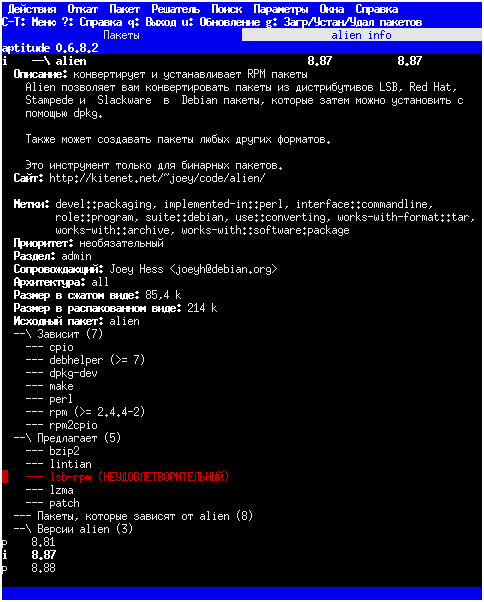 Действия Откат Пакет Решатель Поиск Параметры Окна Справка
C-T: Меню ?: Справка q: Выход u: Обновление g: Загр/Устан/Удал пакетов
Пакеты alien info
aptitude 0.6.8.2
i --\ alien 8.87 8.87
Описание: конвертирует и устанавливает RPM пакеты
Alien позволяет вам конвертировать пакеты из дистрибутивов LSB, Red Hat,
Stampede и Slackware в Debian пакеты, которые затем можно установить с
помощью dpkg.
Также может создавать пакеты любых других форматов.
Это инструмент только для бинарных пакетов.
Сайт: http://kitenet.net/~joey/code/alien/
Метки: devel::packaging, implemented-in::perl, interface::commandline,
role::program, suite::debian, use::converting, works-with-format::tar,
works-with::archive, works-with::software:package
Приоритет: необязательный
Раздел: admin
Сопровождающий: Joey Hess <joeyh@debian.org>
Архитектура: all
Размер в сжатом виде: 85,4 k
Размер в распакованном виде: 214 k
Исходный пакет: alien
--\ Зависит (7)
--- cpio
--- debhelper (>= 7)
--- dpkg-dev
--- make
--- perl
--- rpm (>= 2.4.4-2)
--- rpm2cpio
--\ Предлагает (5)
--- bzip2
--- lintian
--- lsb-rpm (НЕУДОВЛЕТВОРИТЕЛЬНЫЙ)
--- lzma
--- patch
--- Пакеты, которые зависят от alien (8)
--\ Версии alien (3)
p 8.81
i 8.87
p 8.88